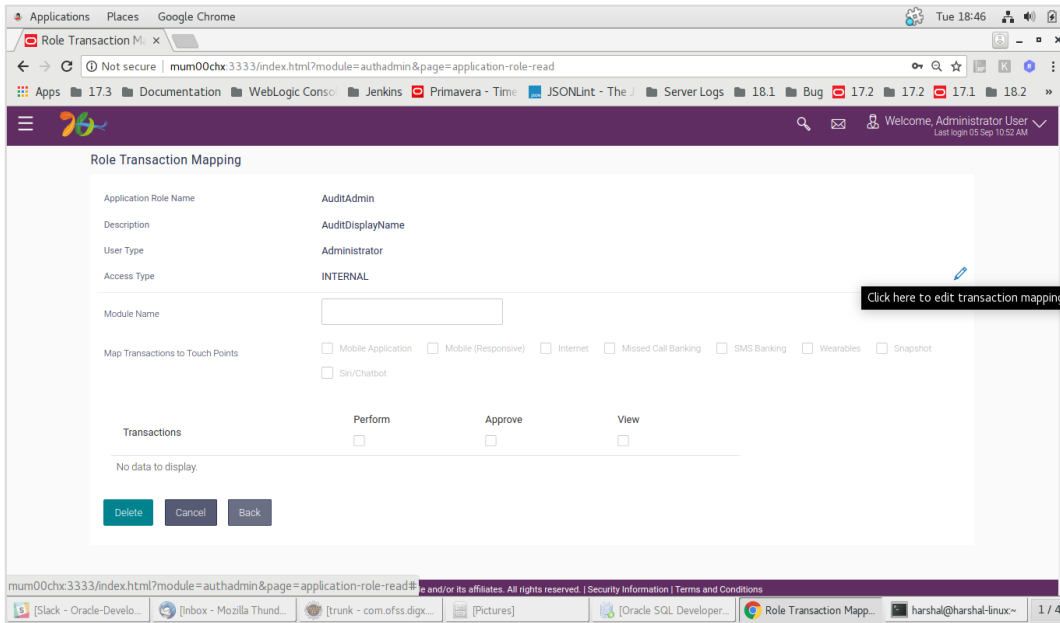 Applications Places Google Chrome Tue 18:46
Role Transaction Ma
Not secure | mum00chx:3333/index.html?module=authadmin&page=application-role-read
Apps 17.3 Documentation WebLogic Consol Jenkins Primavera - Time JSONLint - The J Server Logs 18.1 Bug 17.2 17.2 17.1 18.2 »
Welcome, Administrator User
Last login 05 Sep 10:52 AM
Role Transaction Mapping
Application Role Name AuditAdmin
Description AuditDisplayName
User Type Administrator
Access Type INTERNAL
Click here to edit transaction mapping
Module Name
Map Transactions to Touch Points Mobile Application Mobile (Responsive) Internet Missed Call Banking SMS Banking Wearables Snapshot
Siri/Chatbot
Perform Approve View
Transactions
No data to display.
Delete Cancel Back
mum00chx:3333/index.html?module=authadmin&page=application-role-read#
and/or its affiliates. All rights reserved. | Security Information | Terms and Conditions
[Slack - Oracle-Develo... [Inbox - Mozilla Thund... [trunk - com.ofss.digx.... [Pictures] [Oracle SQL Developer... Role Transaction Mapp... harshal@harshal-linux:~ 1 / 4